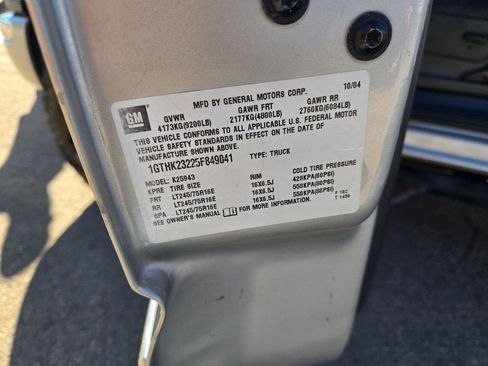 GM
MFD BY GENERAL MOTORS CORP. 10/04
GVWR GAWR FRT GAWR RR
4173KG(9200LB) 2177KG(4800LB) 2760KG(6084LB)
THIS VEHICLE CONFORMS TO ALL APPLICABLE U.S. FEDERAL MOTOR
VEHICLE SAFETY STANDARDS IN EFFECT ON THE DATE OF
MANUFACTURE SHOWN ABOVE.
1GTHK23225F849041 TYPE: TRUCK
MODEL: K25943
TIRE SIZE RIM COLD TIRE PRESSURE
FRT LT245/75R16E 16X6.5J 420KPA(60PSI)
RR LT245/75R16E 16X6.5J 550KPA(80PSI)
SPA LT245/75R16E 16X6.5J 550KPA(80PSI)
SEE OWNER'S MANUAL FOR MORE INFORMATION.